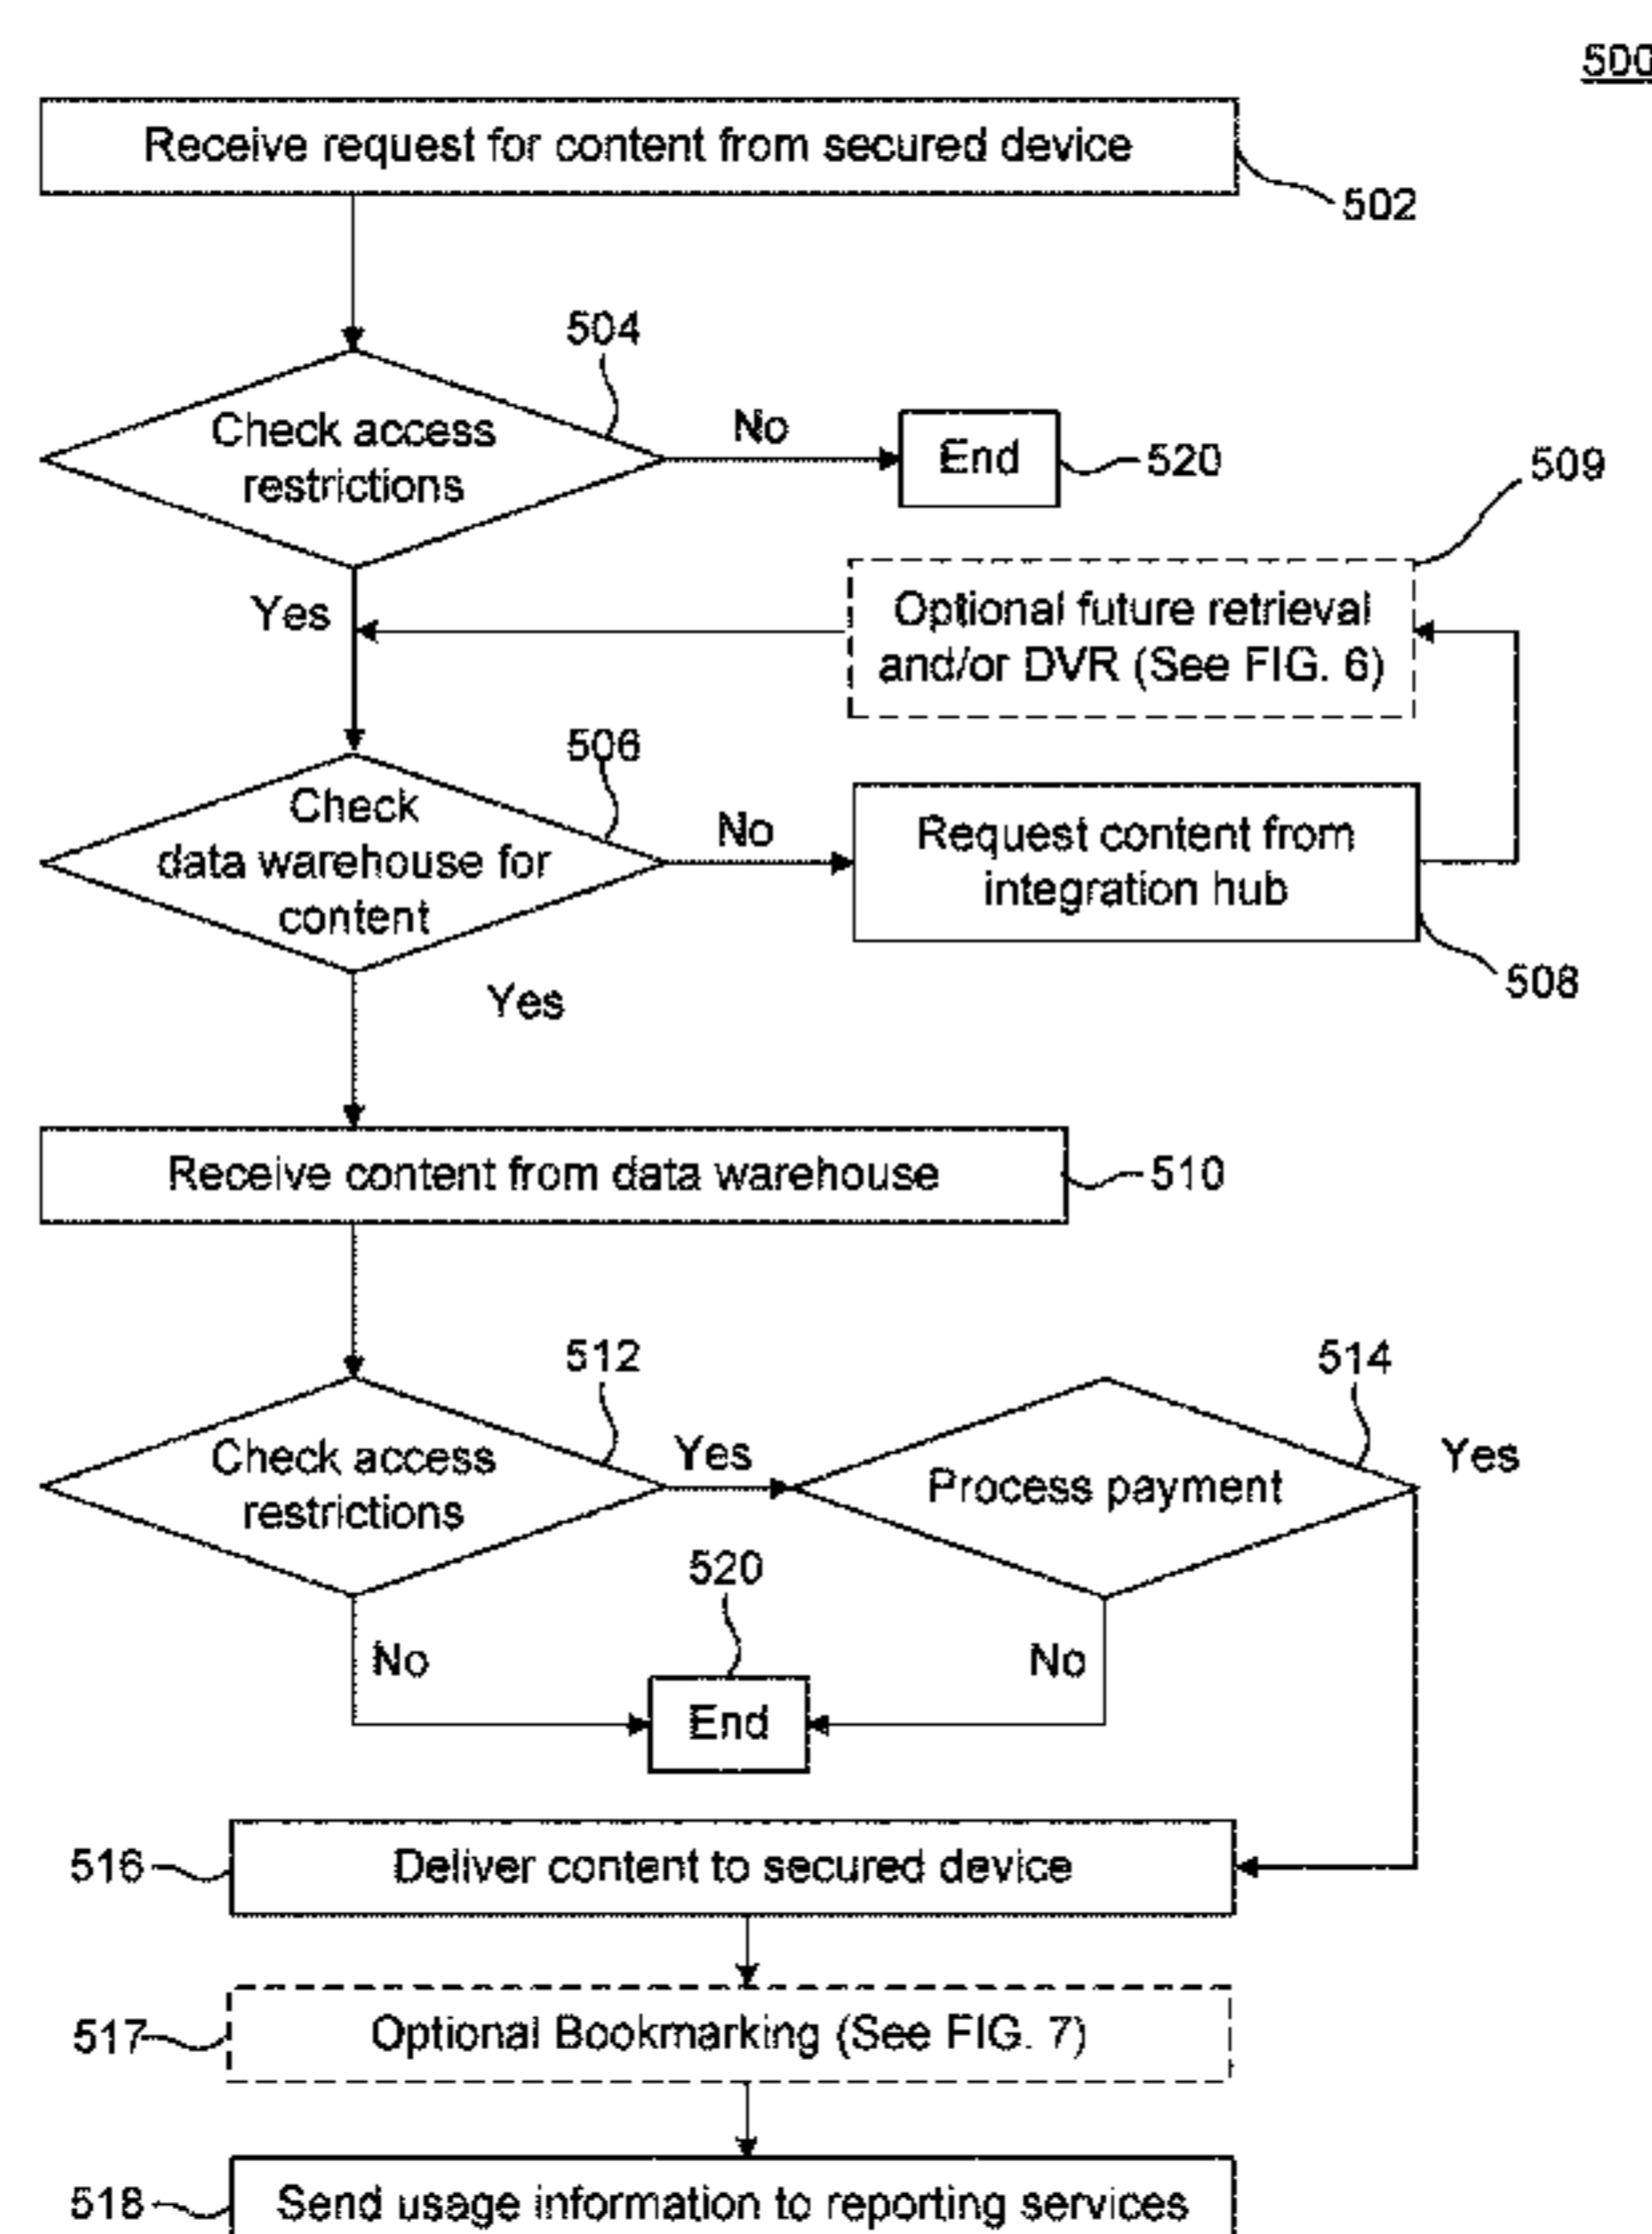 500
Receive request for content from secured device
502
504
Check access
restrictions
No
End
520
509
Yes
Optional future retrieval
and/or DVR (See FIG. 6)
506
Check
data warehouse for
content
No
Request content from
integration hub
508
Yes
Receive content from data warehouse
510
512
Check access
restrictions
Yes
514
Process payment
Yes
520
No
End
No
516
Deliver content to secured device
517
Optional Bookmarking (See FIG. 7)
518
Send usage information to reporting services